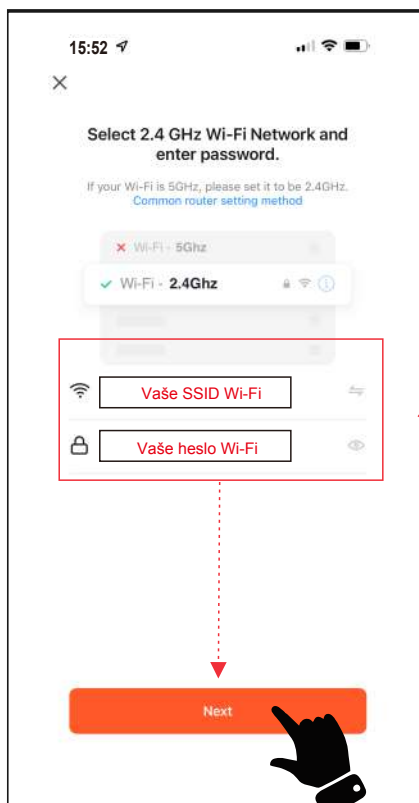 15:52
Select 2.4 GHz Wi-Fi Network and
enter password.
If your Wi-Fi is 5GHz, please set it to be 2.4GHz.
Common router setting method
Wi-Fi - 5Ghz
Wi-Fi - 2.4Ghz
Vaše SSID Wi-Fi
Vaše heslo Wi-Fi
Next